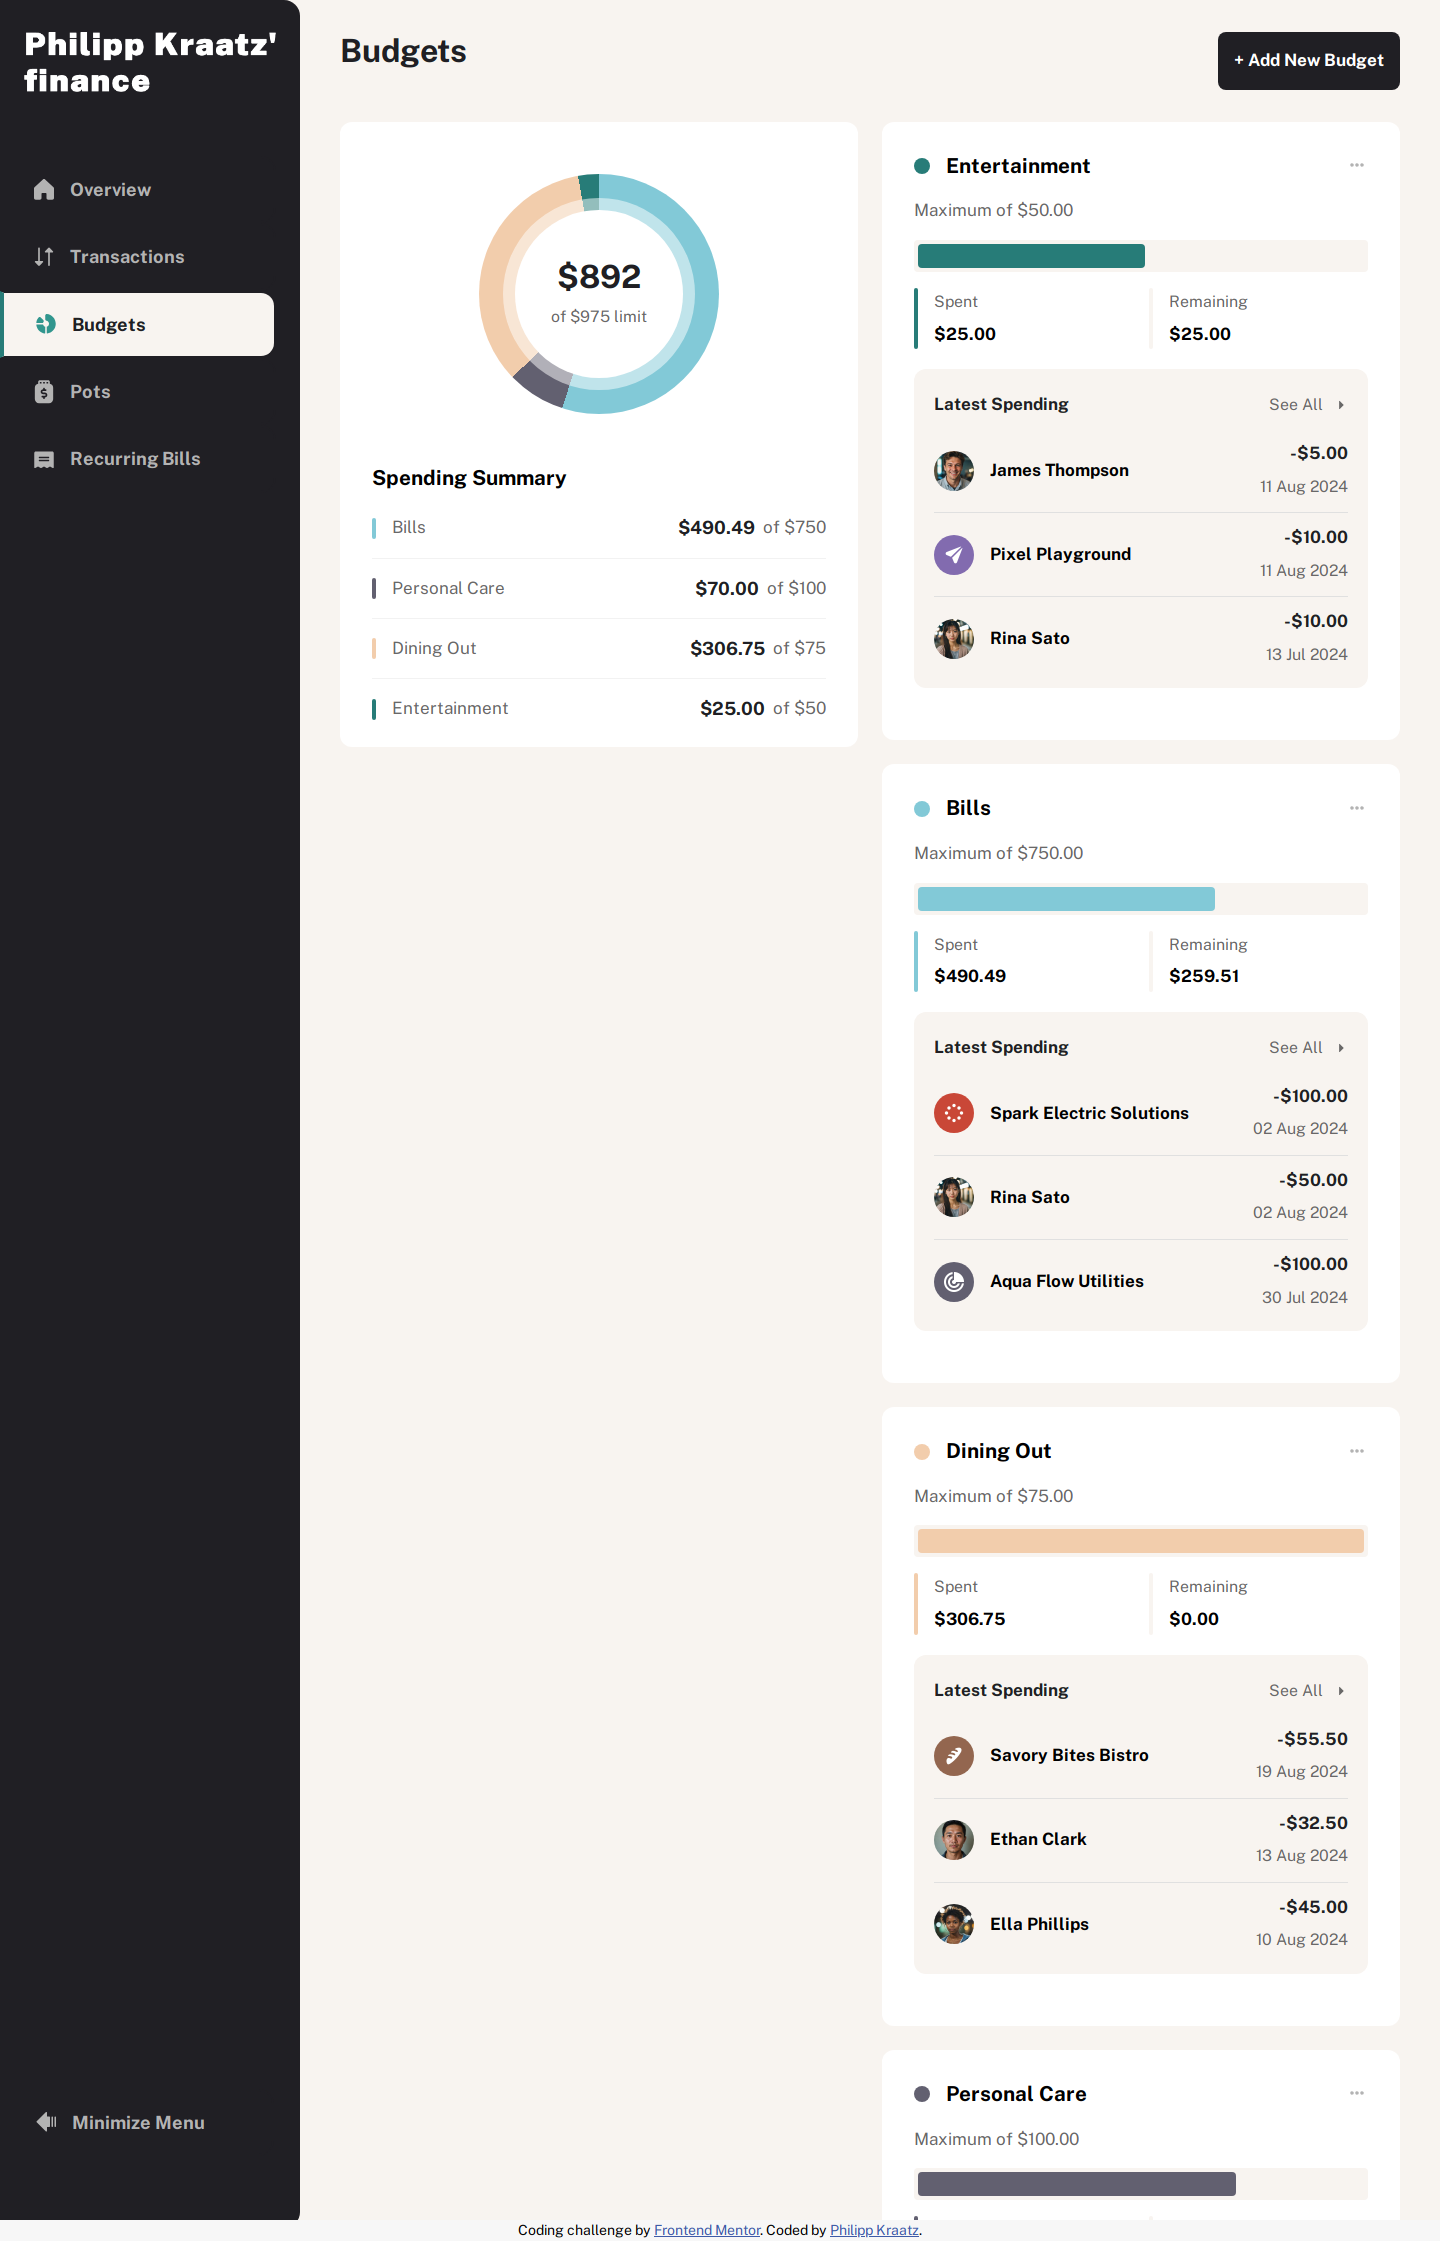 Philipp Kraatz'
finance
Overview
Transactions
Budgets
Pots
Recurring Bills
Minimize Menu
Budgets
+ Add New Budget
$892
of $975 limit
Spending Summary
Bills $490.49 of $750
Personal Care $70.00 of $100
Dining Out $306.75 of $75
Entertainment $25.00 of $50
Entertainment
Maximum of $50.00
Spent Remaining
$25.00 $25.00
Latest Spending See All
James Thompson -$5.00
11 Aug 2024
Pixel Playground -$10.00
11 Aug 2024
Rina Sato -$10.00
13 Jul 2024
Bills
Maximum of $750.00
Spent Remaining
$490.49 $259.51
Latest Spending See All
Spark Electric Solutions -$100.00
02 Aug 2024
Rina Sato -$50.00
02 Aug 2024
Aqua Flow Utilities -$100.00
30 Jul 2024
Dining Out
Maximum of $75.00
Spent Remaining
$306.75 $0.00
Latest Spending See All
Savory Bites Bistro -$55.50
19 Aug 2024
Ethan Clark -$32.50
13 Aug 2024
Ella Phillips -$45.00
10 Aug 2024
Personal Care
Maximum of $100.00
Coding challenge by Frontend Mentor. Coded by Philipp Kraatz.